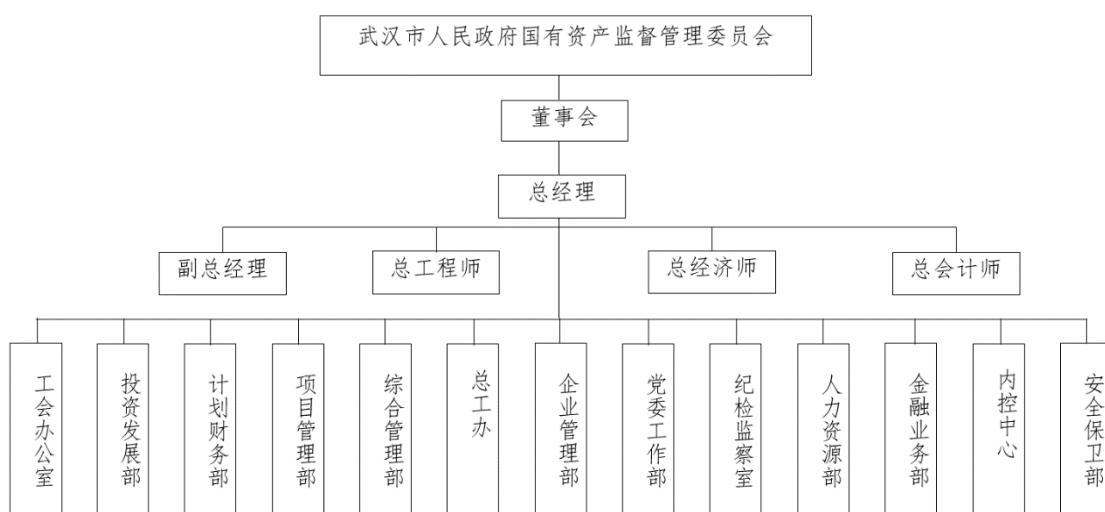 武汉市人民政府国有资产监督管理委员会
董事会
总经理
副总经理
总工程师
总经济师
总会计师
工会办公室
投资发展部
计划财务部
项目管理部
综合管理部
总工办
企业管理部
党委工作部
纪检监察室
人力资源部
金融业务部
内控中心
安全保卫部